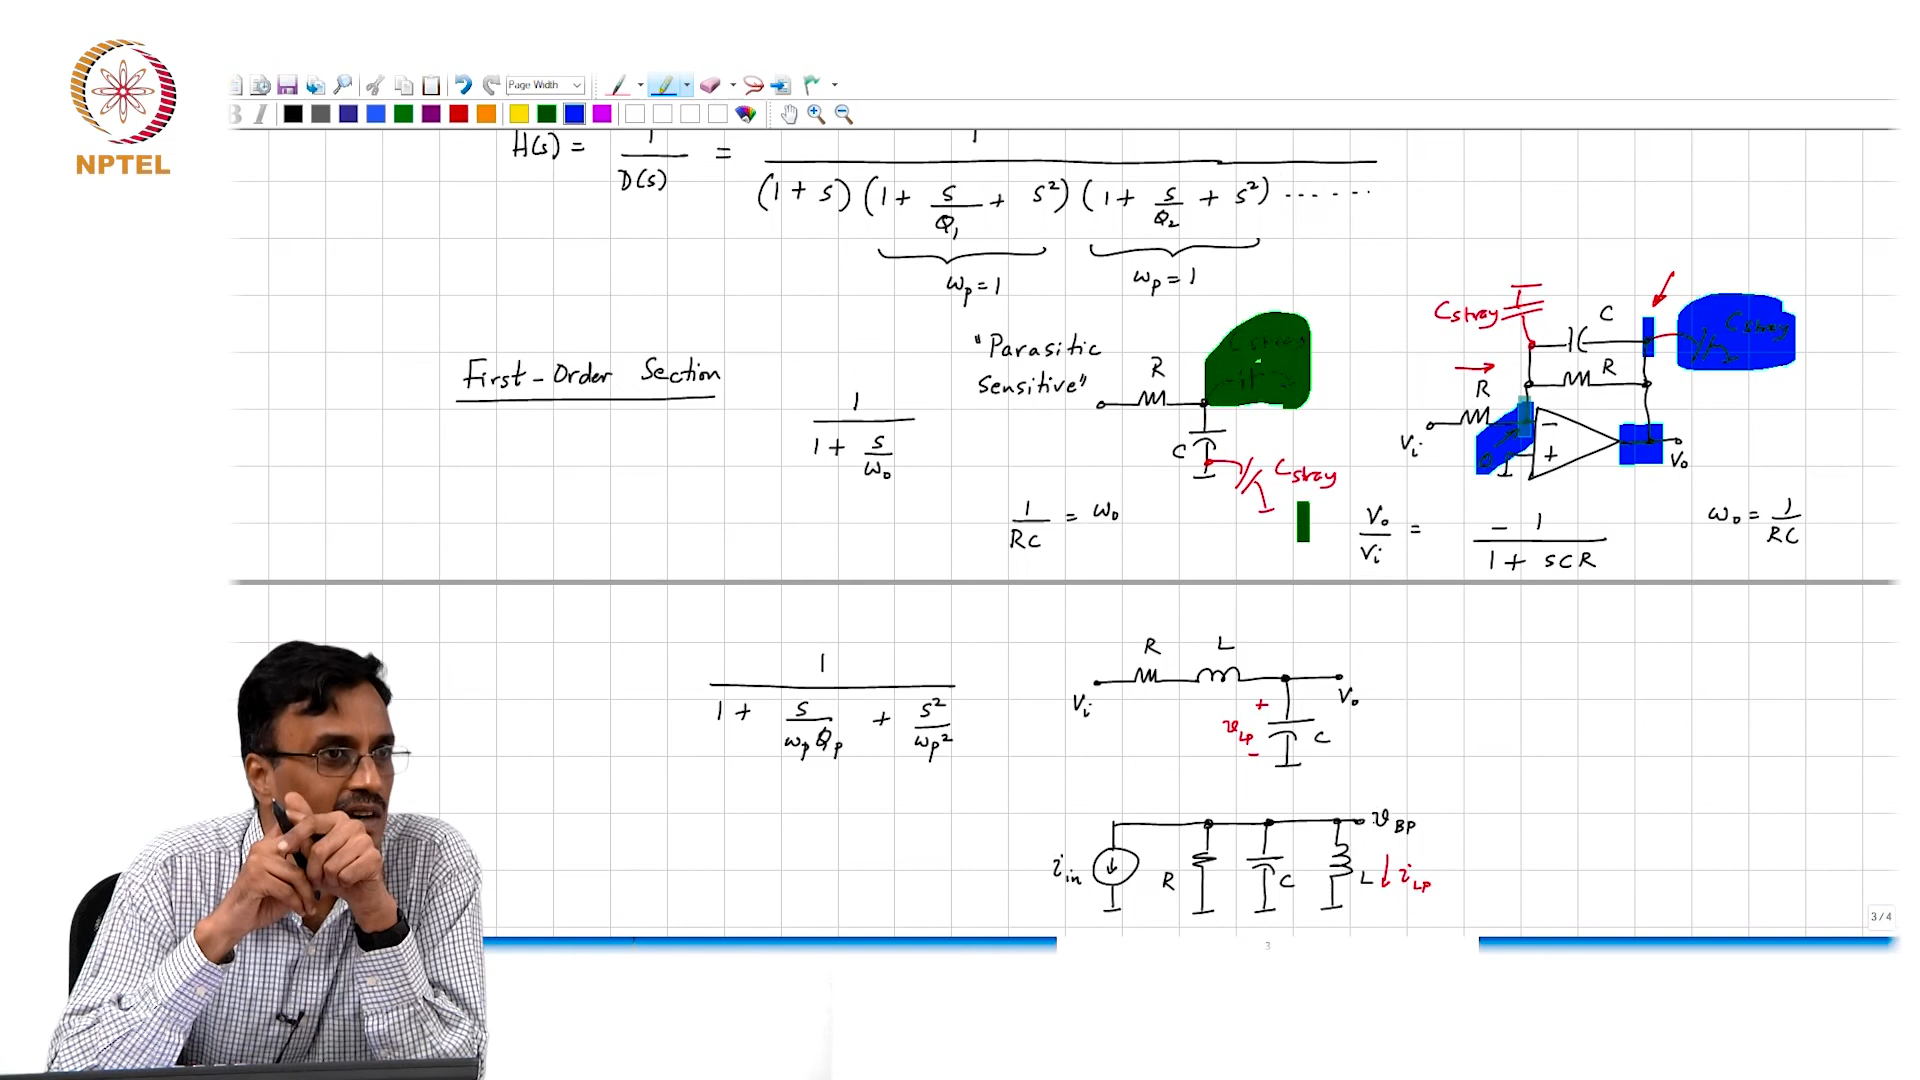 NPTEL
Page Width
B I
H(s) = 1 / D(s) = 1 / (1 + s) (1 + s/Q₁ + s²) (1 + s/Q₂ + s²) ......
ωp = 1
ωp = 1
First-Order Section
1 / (1 + s/ω₀)
"Parasitic
Sensitive"
R
C
Cstray
1/RC = ω₀
Cstray
C
Cstray
R
R
Vi
−
+
Vo
Vo/Vi = − 1 / (1 + sCR)
ω₀ = 1/RC
1 / (1 + s/ωpQp + s²/ωp²)
R
L
Vi
Vo
+
vLP
−
C
iin
R
C
L
iLP
vBP
3/4
3